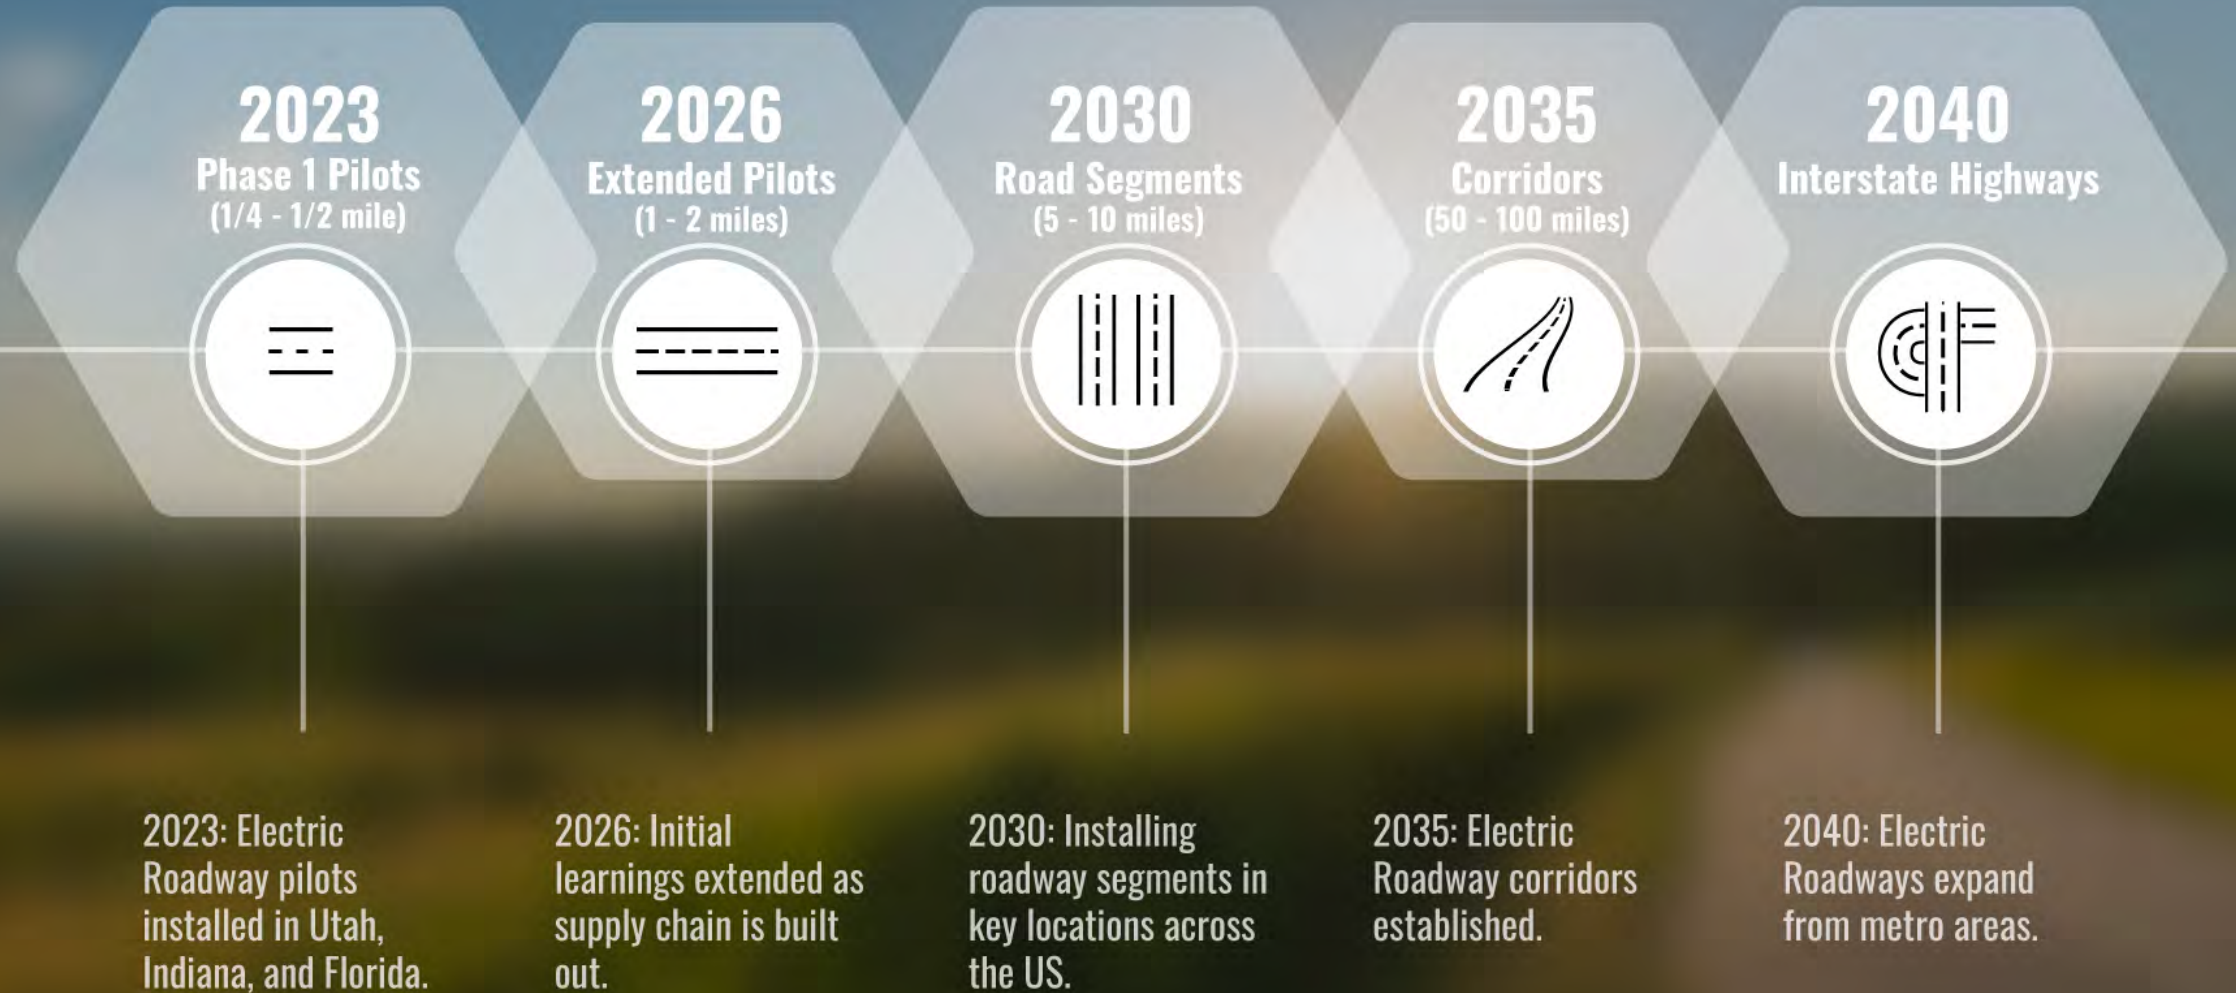 2023
Phase 1 Pilots
(1/4 - 1/2 mile)
2026
Extended Pilots
(1 - 2 miles)
2030
Road Segments
(5 - 10 miles)
2035
Corridors
(50 - 100 miles)
2040
Interstate Highways
2023: Electric
Roadway pilots
installed in Utah,
Indiana, and Florida.
2026: Initial
learnings extended as
supply chain is built
out.
2030: Installing
roadway segments in
key locations across
the US.
2035: Electric
Roadway corridors
established.
2040: Electric
Roadways expand
from metro areas.